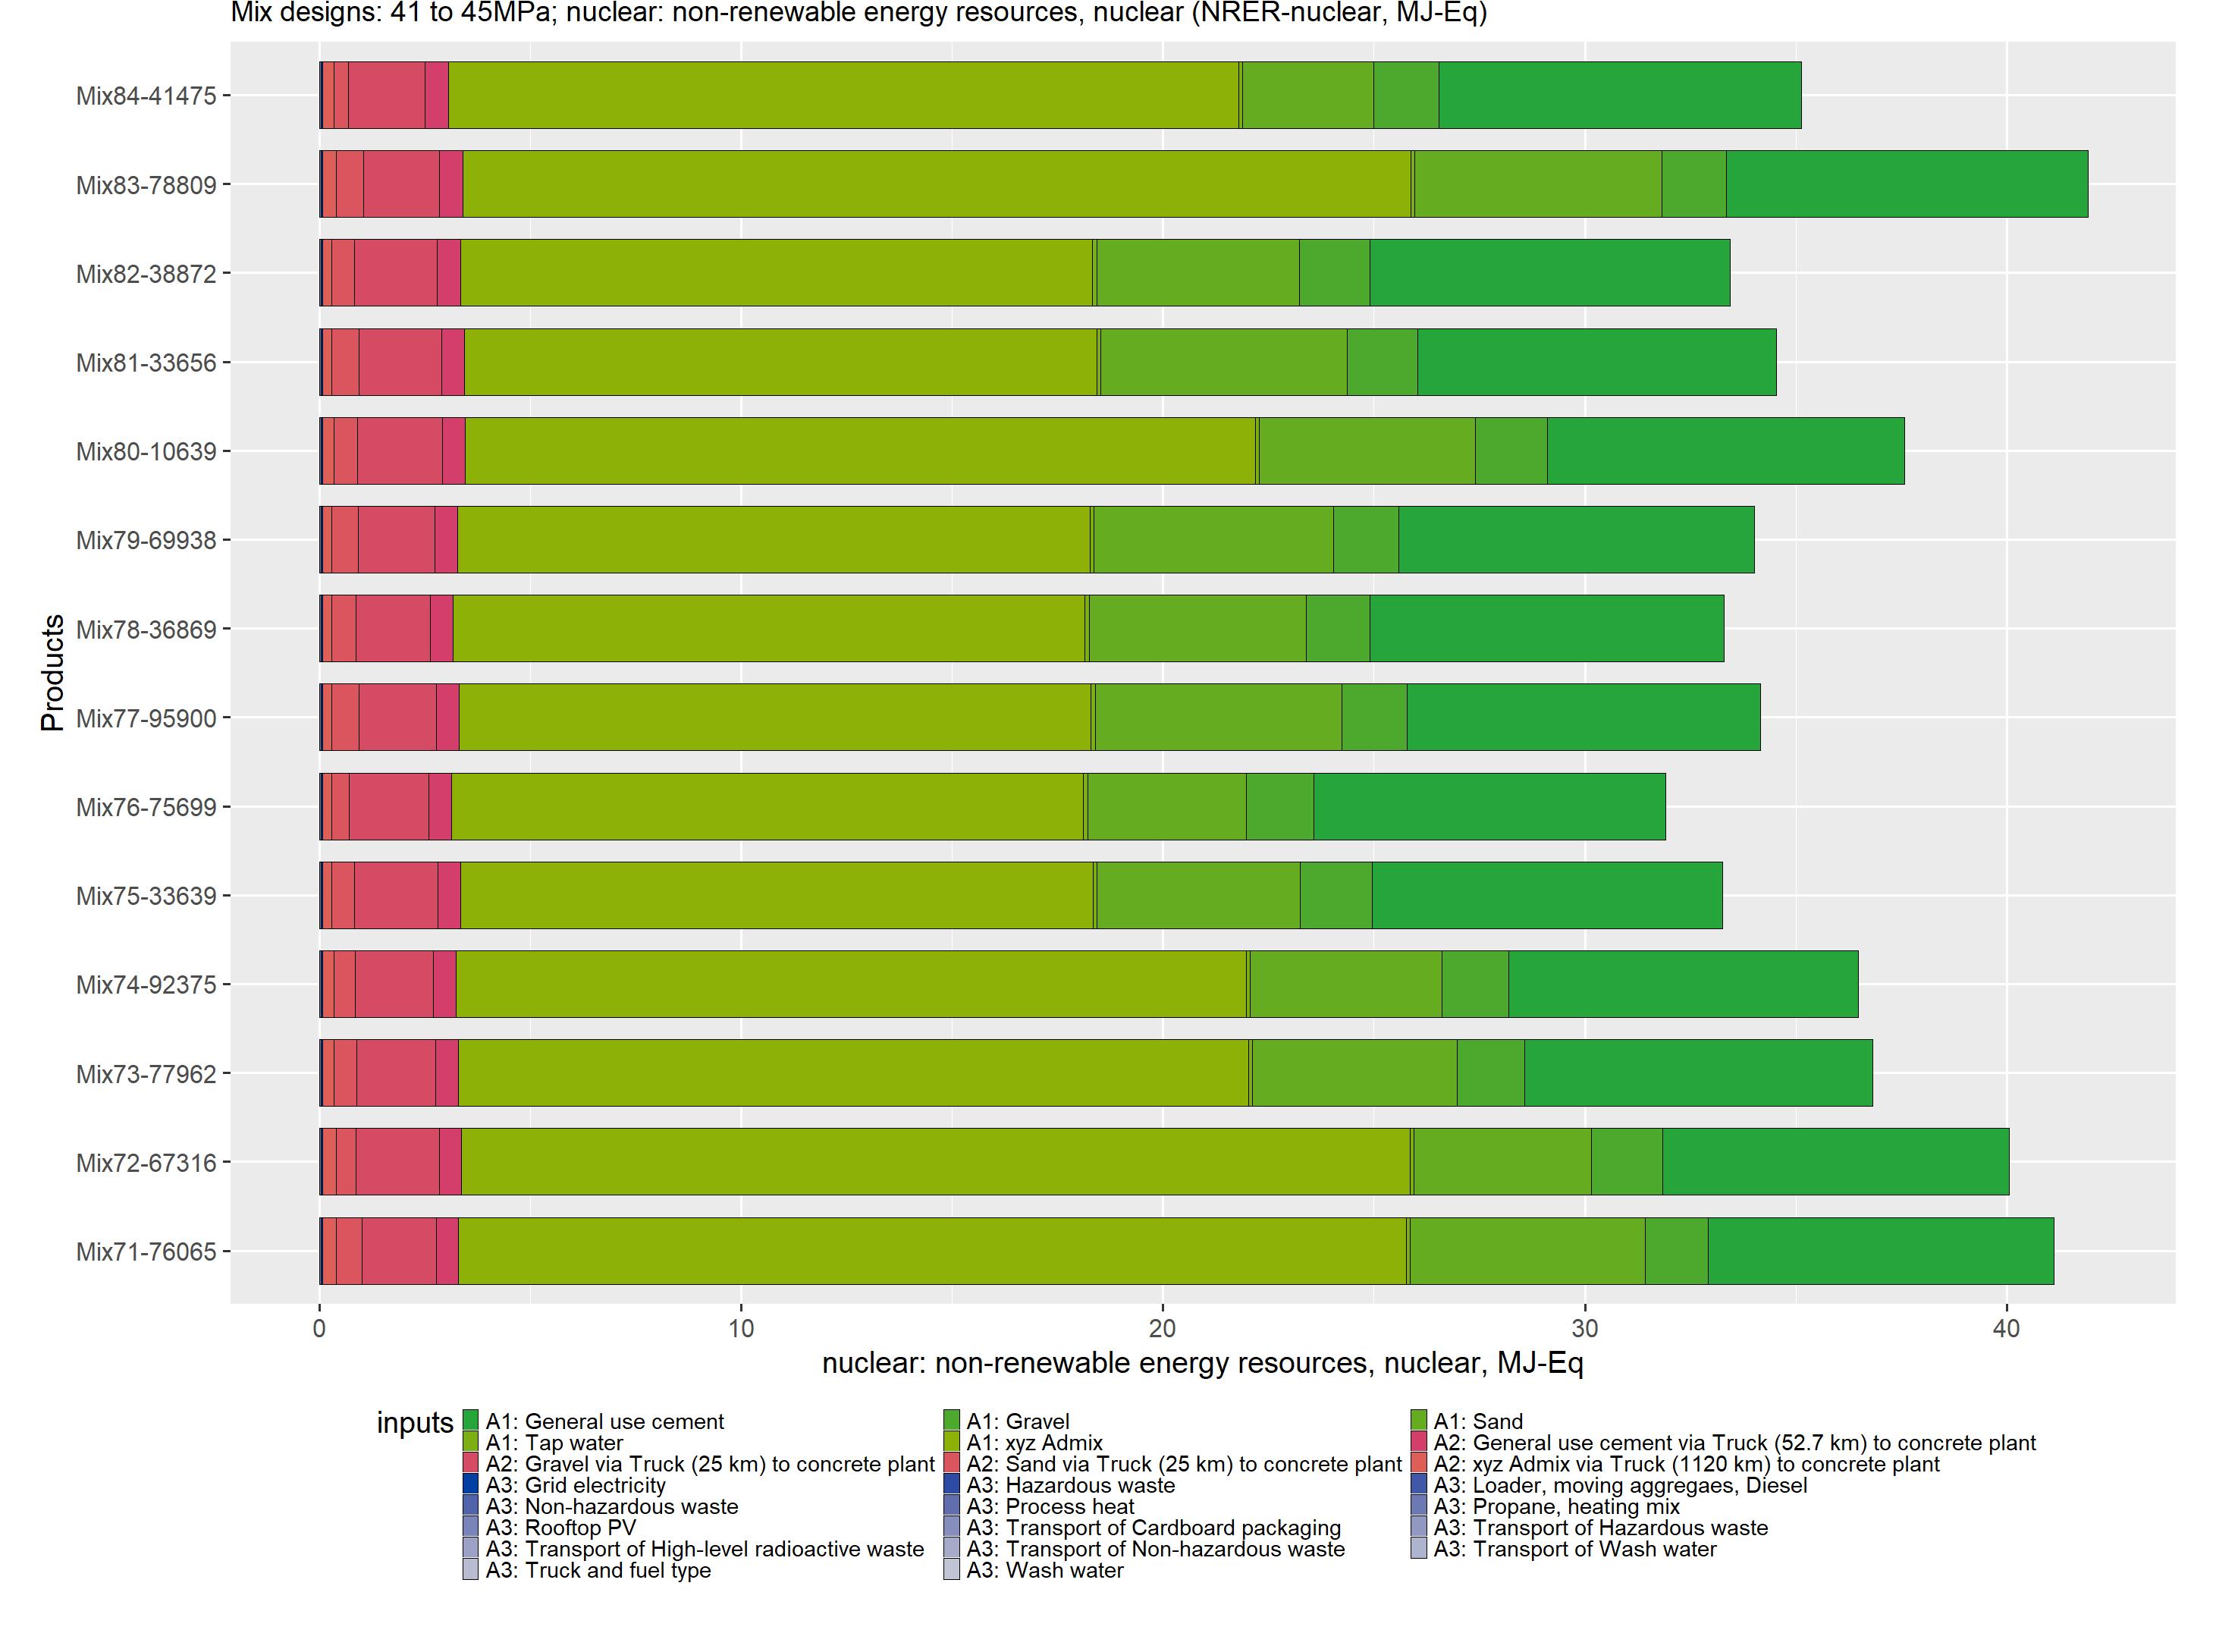 Mix designs: 41 to 45MPa; nuclear: non-renewable energy resources, nuclear (NRER-nuclear, MJ-Eq)
Mix84-41475
Mix83-78809
Mix82-38872
Mix81-33656
Mix80-10639
Mix79-69938
Mix78-36869
Mix77-95900
Mix76-75699
Mix75-33639
Mix74-92375
Mix73-77962
Mix72-67316
Mix71-76065
Products
0 10 20 30 40
nuclear: non-renewable energy resources, nuclear, MJ-Eq
inputs
A1: General use cement A1: Gravel A1: Sand
A1: Tap water A1: xyz Admix A2: General use cement via Truck (52.7 km) to concrete plant
A2: Gravel via Truck (25 km) to concrete plant A2: Sand via Truck (25 km) to concrete plant A2: xyz Admix via Truck (1120 km) to concrete plant
A3: Grid electricity A3: Hazardous waste A3: Loader, moving aggregaes, Diesel
A3: Non-hazardous waste A3: Process heat A3: Propane, heating mix
A3: Rooftop PV A3: Transport of Cardboard packaging A3: Transport of Hazardous waste
A3: Transport of High-level radioactive waste A3: Transport of Non-hazardous waste A3: Transport of Wash water
A3: Truck and fuel type A3: Wash water